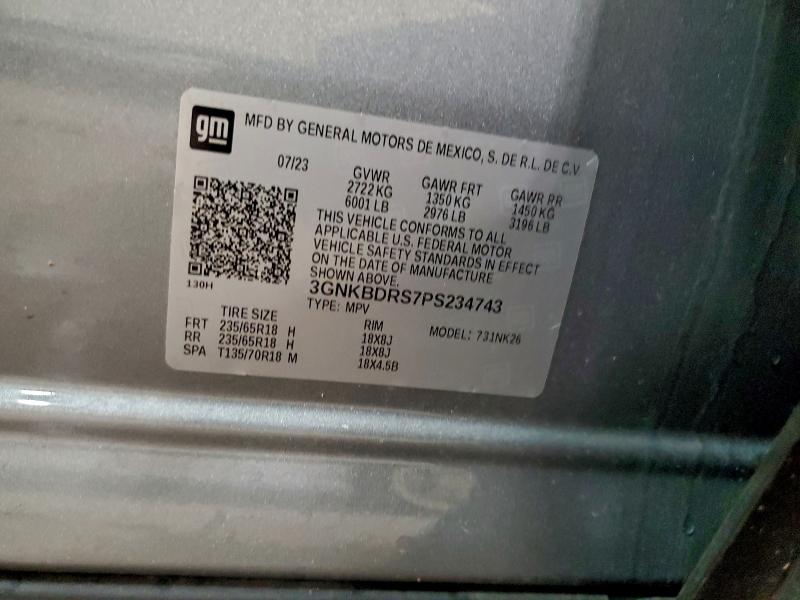 gm
MFD BY GENERAL MOTORS DE MEXICO, S. DE R.L. DE C.V
07/23 GVWR GAWR FRT GAWR RR
2722 KG 1350 KG 1450 KG
6001 LB 2976 LB 3196 LB
THIS VEHICLE CONFORMS TO ALL
APPLICABLE U.S. FEDERAL MOTOR
VEHICLE SAFETY STANDARDS IN EFFECT
ON THE DATE OF MANUFACTURE
SHOWN ABOVE.
130H
3GNKBDRS7PS234743
TYPE: MPV
MODEL: 731NK26
TIRE SIZE RIM
FRT 235/65R18 H 18X8J
RR 235/65R18 H 18X8J
SPA T135/70R18 M 18X4.5B